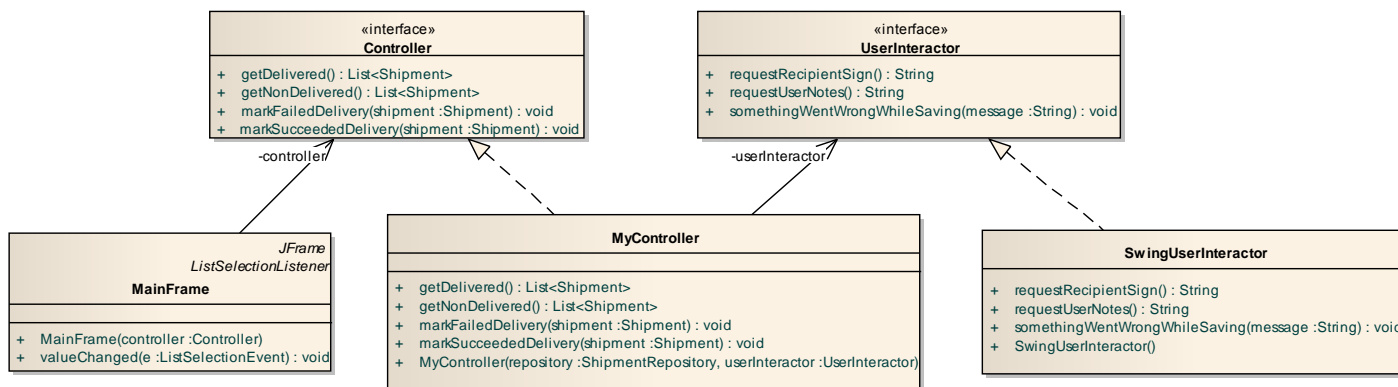 «interface»
Controller
+ getDelivered() : List<Shipment>
+ getNonDelivered() : List<Shipment>
+ markFailedDelivery(shipment :Shipment) : void
+ markSucceededDelivery(shipment :Shipment) : void
«interface»
UserInteractor
+ requestRecipientSign() : String
+ requestUserNotes() : String
+ somethingWentWrongWhileSaving(message :String) : void
-controller
-userInteractor
JFrame
ListSelectionListener
MainFrame
+ MainFrame(controller :Controller)
+ valueChanged(e :ListSelectionEvent) : void
MyController
+ getDelivered() : List<Shipment>
+ getNonDelivered() : List<Shipment>
+ markFailedDelivery(shipment :Shipment) : void
+ markSucceededDelivery(shipment :Shipment) : void
+ MyController(repository :ShipmentRepository, userInteractor :UserInteractor)
SwingUserInteractor
+ requestRecipientSign() : String
+ requestUserNotes() : String
+ somethingWentWrongWhileSaving(message :String) : void
+ SwingUserInteractor()